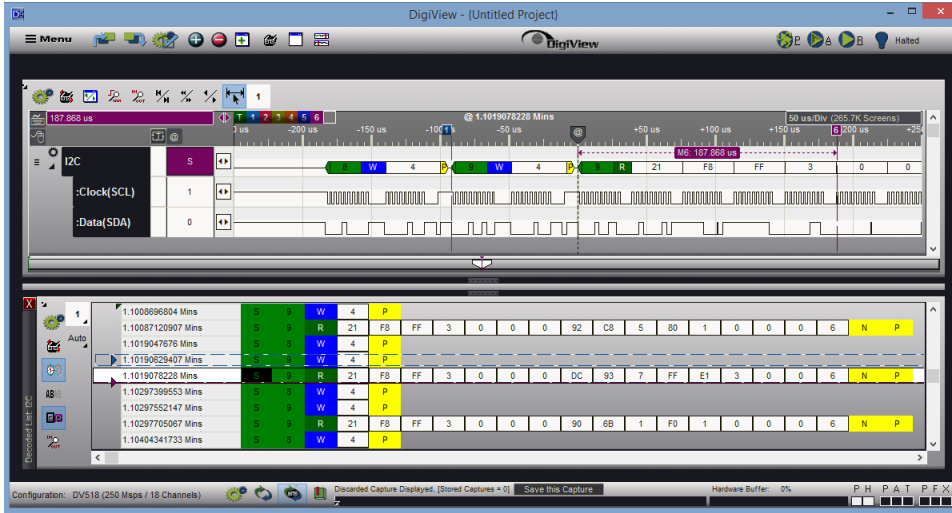 DigiView - {Untitled Project}
Menu DigiView P A R Halted
1
187.868 us T 1 2 3 4 5 6 @ 1.1019078228 Mins 50 us/Div (265.7K Screens)
0 us -200 us -150 us -100 1 -50 us @ +50 us +100 us +150 us 6 200 us +25
M6: 187.868 us
I2C S 8 W 4 P 9 W 4 P 9 R 21 F8 FF 3 0 0
:Clock(SCL) 1
:Data(SDA) 0
X 1 1.1008696804 Mins S 9 W 4 P
1.10087120907 Mins S 9 R 21 F8 FF 3 0 0 0 92 C8 5 80 1 0 0 0 6 N P
Auto 1.1019047676 Mins S 8 W 4 P
1.10190629407 Mins S 9 W 4 P
1.1019078228 Mins S 9 R 21 F8 FF 3 0 0 0 DC 93 7 FF E1 3 0 0 0 6 N P
1.10297399553 Mins S 8 W 4 P
1.10297552147 Mins S 9 W 4 P
1.10297705067 Mins S 9 R 21 F8 FF 3 0 0 0 90 6B 1 F0 1 0 0 0 6 N P
1.10404341733 Mins S 8 W 4 P
Decoded List: I2C
Configuration: DV518 (250 Msps / 18 Channels) Discarded Capture Displayed, [Stored Captures = 0] Save this Capture Hardware Buffer: 0% P H P A T P F X